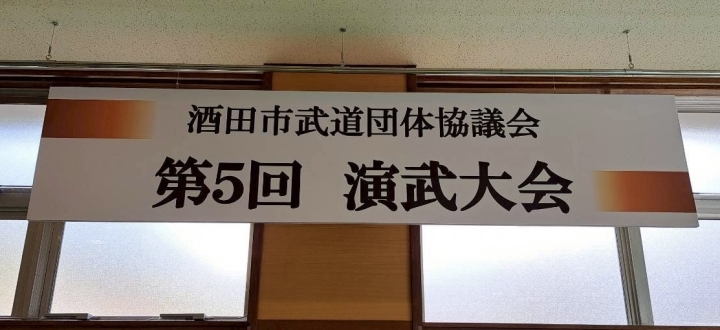 酒田市武道団体協議会
第5回 演武大会